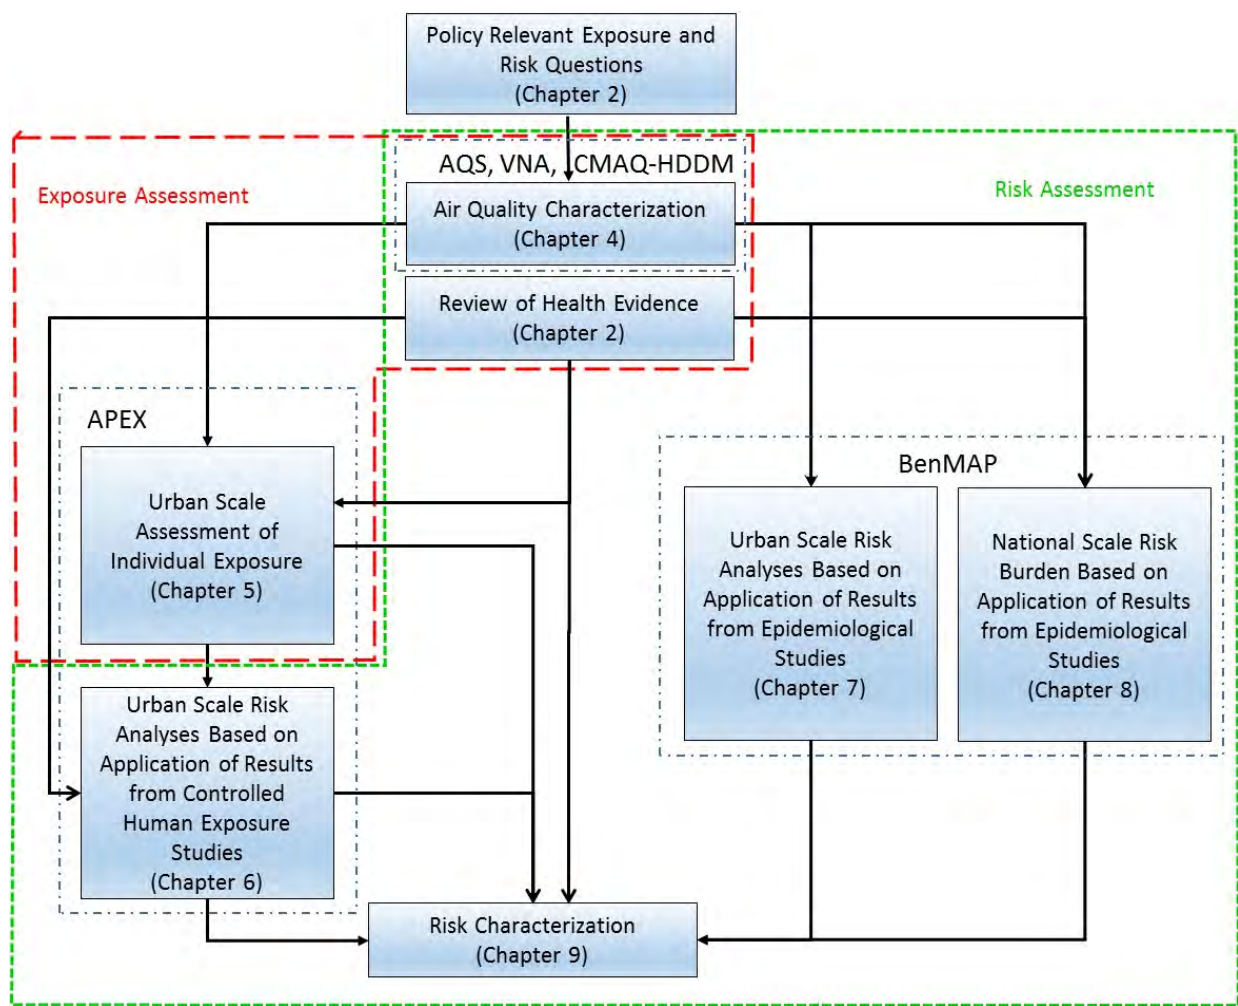 Policy Relevant Exposure and
Risk Questions
(Chapter 2)
AQS, VNA, CMAQ-HDDM
Exposure Assessment
Risk Assessment
Air Quality Characterization
(Chapter 4)
Review of Health Evidence
(Chapter 2)
APEX
BenMAP
Urban Scale
Assessment of
Individual Exposure
(Chapter 5)
Urban Scale Risk
Analyses Based on
Application of Results
from Epidemiological
Studies
(Chapter 7)
National Scale Risk
Burden Based on
Application of Results
from Epidemiological
Studies
(Chapter 8)
Urban Scale Risk
Analyses Based on
Application of Results
from Controlled
Human Exposure
Studies
(Chapter 6)
Risk Characterization
(Chapter 9)